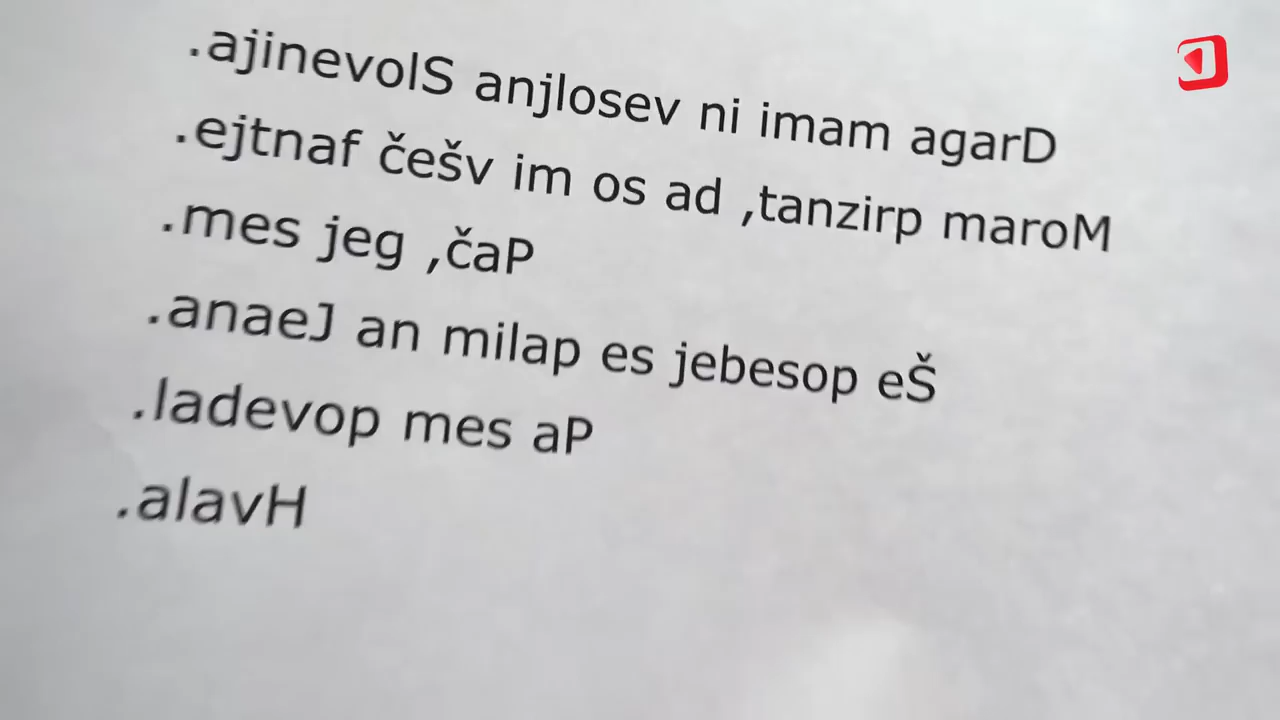 .ajinevolS anjlosev ni imam agarD
.ejtnaf češv im os ad ,tanzirp maroM
.mes jeg ,čaP
.anaeJ an milap es jebesop eŠ
.ladevop mes aP
.alavH